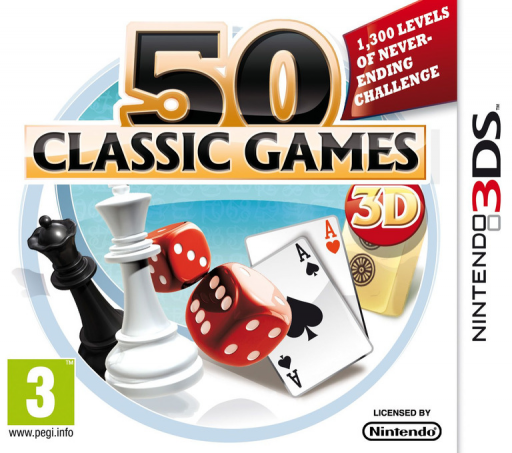 50
CLASSIC GAMES
1,300 LEVELS
OF NEVER-
ENDING
CHALLENGE
3D
A
A
A
3
www.pegi.info
LICENSED BY
Nintendo
NINTENDO 3DS
TM